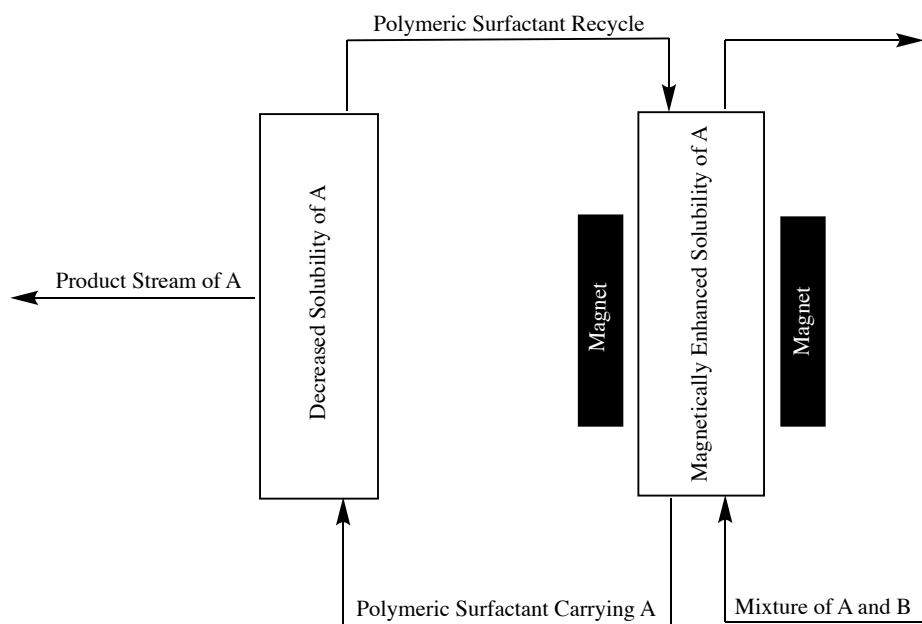 Polymeric Surfactant Recycle
Decreased Solubility of A
Magnetically Enhanced Solubility of A
Product Stream of A
Magnet
Magnet
Polymeric Surfactant Carrying A
Mixture of A and B